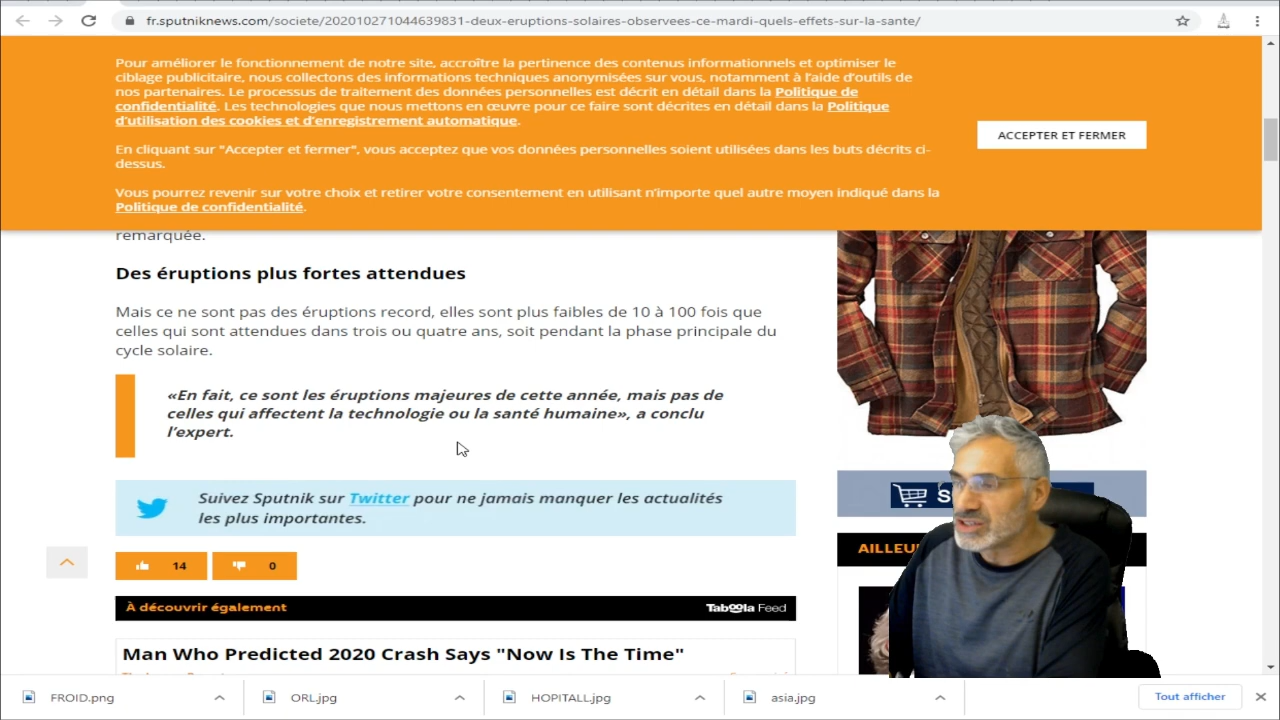 fr.sputniknews.com/societe/202010271044639831-deux-eruptions-solaires-observees-ce-mardi-quels-effets-sur-la-sante/
Pour améliorer le fonctionnement de notre site, accroître la pertinence des contenus informationnels et optimiser le
ciblage publicitaire, nous collectons des informations techniques anonymisées sur vous, notamment à l'aide d'outils de
nos partenaires. Le processus de traitement des données personnelles est décrit en détail dans la Politique de
confidentialité. Les technologies que nous mettons en œuvre pour ce faire sont décrites en détail dans la Politique
d'utilisation des cookies et d'enregistrement automatique.
En cliquant sur "Accepter et fermer", vous acceptez que vos données personnelles soient utilisées dans les buts décrits ci-
dessus.
Vous pourrez revenir sur votre choix et retirer votre consentement en utilisant n'importe quel autre moyen indiqué dans la
Politique de confidentialité.
ACCEPTER ET FERMER
remarquée.
Des éruptions plus fortes attendues
Mais ce ne sont pas des éruptions record, elles sont plus faibles de 10 à 100 fois que
celles qui sont attendues dans trois ou quatre ans, soit pendant la phase principale du
cycle solaire.
«En fait, ce sont les éruptions majeures de cette année, mais pas de
celles qui affectent la technologie ou la santé humaine», a conclu
l'expert.
Suivez Sputnik sur Twitter pour ne jamais manquer les actualités
les plus importantes.
14
0
À découvrir également
Taboola Feed
Man Who Predicted 2020 Crash Says "Now Is The Time"
FROID.png
ORL.jpg
HOPITALL.jpg
asia.jpg
Tout afficher